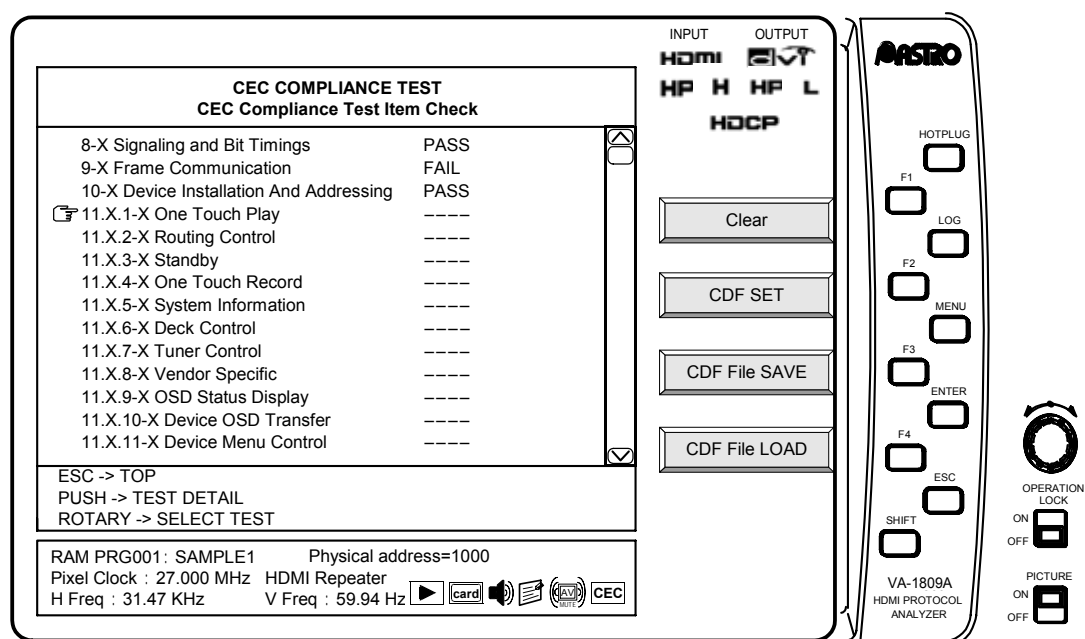 INPUT OUTPUT
HDMI DVI
HP H HP L
HDCP
ASTRO
CEC COMPLIANCE TEST
CEC Compliance Test Item Check
8-X Signaling and Bit Timings PASS
9-X Frame Communication FAIL
10-X Device Installation And Addressing PASS
11.X.1-X One Touch Play ----
11.X.2-X Routing Control ----
11.X.3-X Standby ----
11.X.4-X One Touch Record ----
11.X.5-X System Information ----
11.X.6-X Deck Control ----
11.X.7-X Tuner Control ----
11.X.8-X Vendor Specific ----
11.X.9-X OSD Status Display ----
11.X.10-X Device OSD Transfer ----
11.X.11-X Device Menu Control ----
ESC -> TOP
PUSH -> TEST DETAIL
ROTARY -> SELECT TEST
RAM PRG001: SAMPLE1 Physical address=1000
Pixel Clock : 27.000 MHz HDMI Repeater
H Freq : 31.47 KHz V Freq : 59.94 Hz
card AV MUTE CEC
Clear
CDF SET
CDF File SAVE
CDF File LOAD
HOTPLUG
F1
LOG
F2
MENU
F3
ENTER
F4
ESC
SHIFT
VA-1809A
HDMI PROTOCOL
ANALYZER
OPERATION
LOCK
ON
OFF
PICTURE
ON
OFF